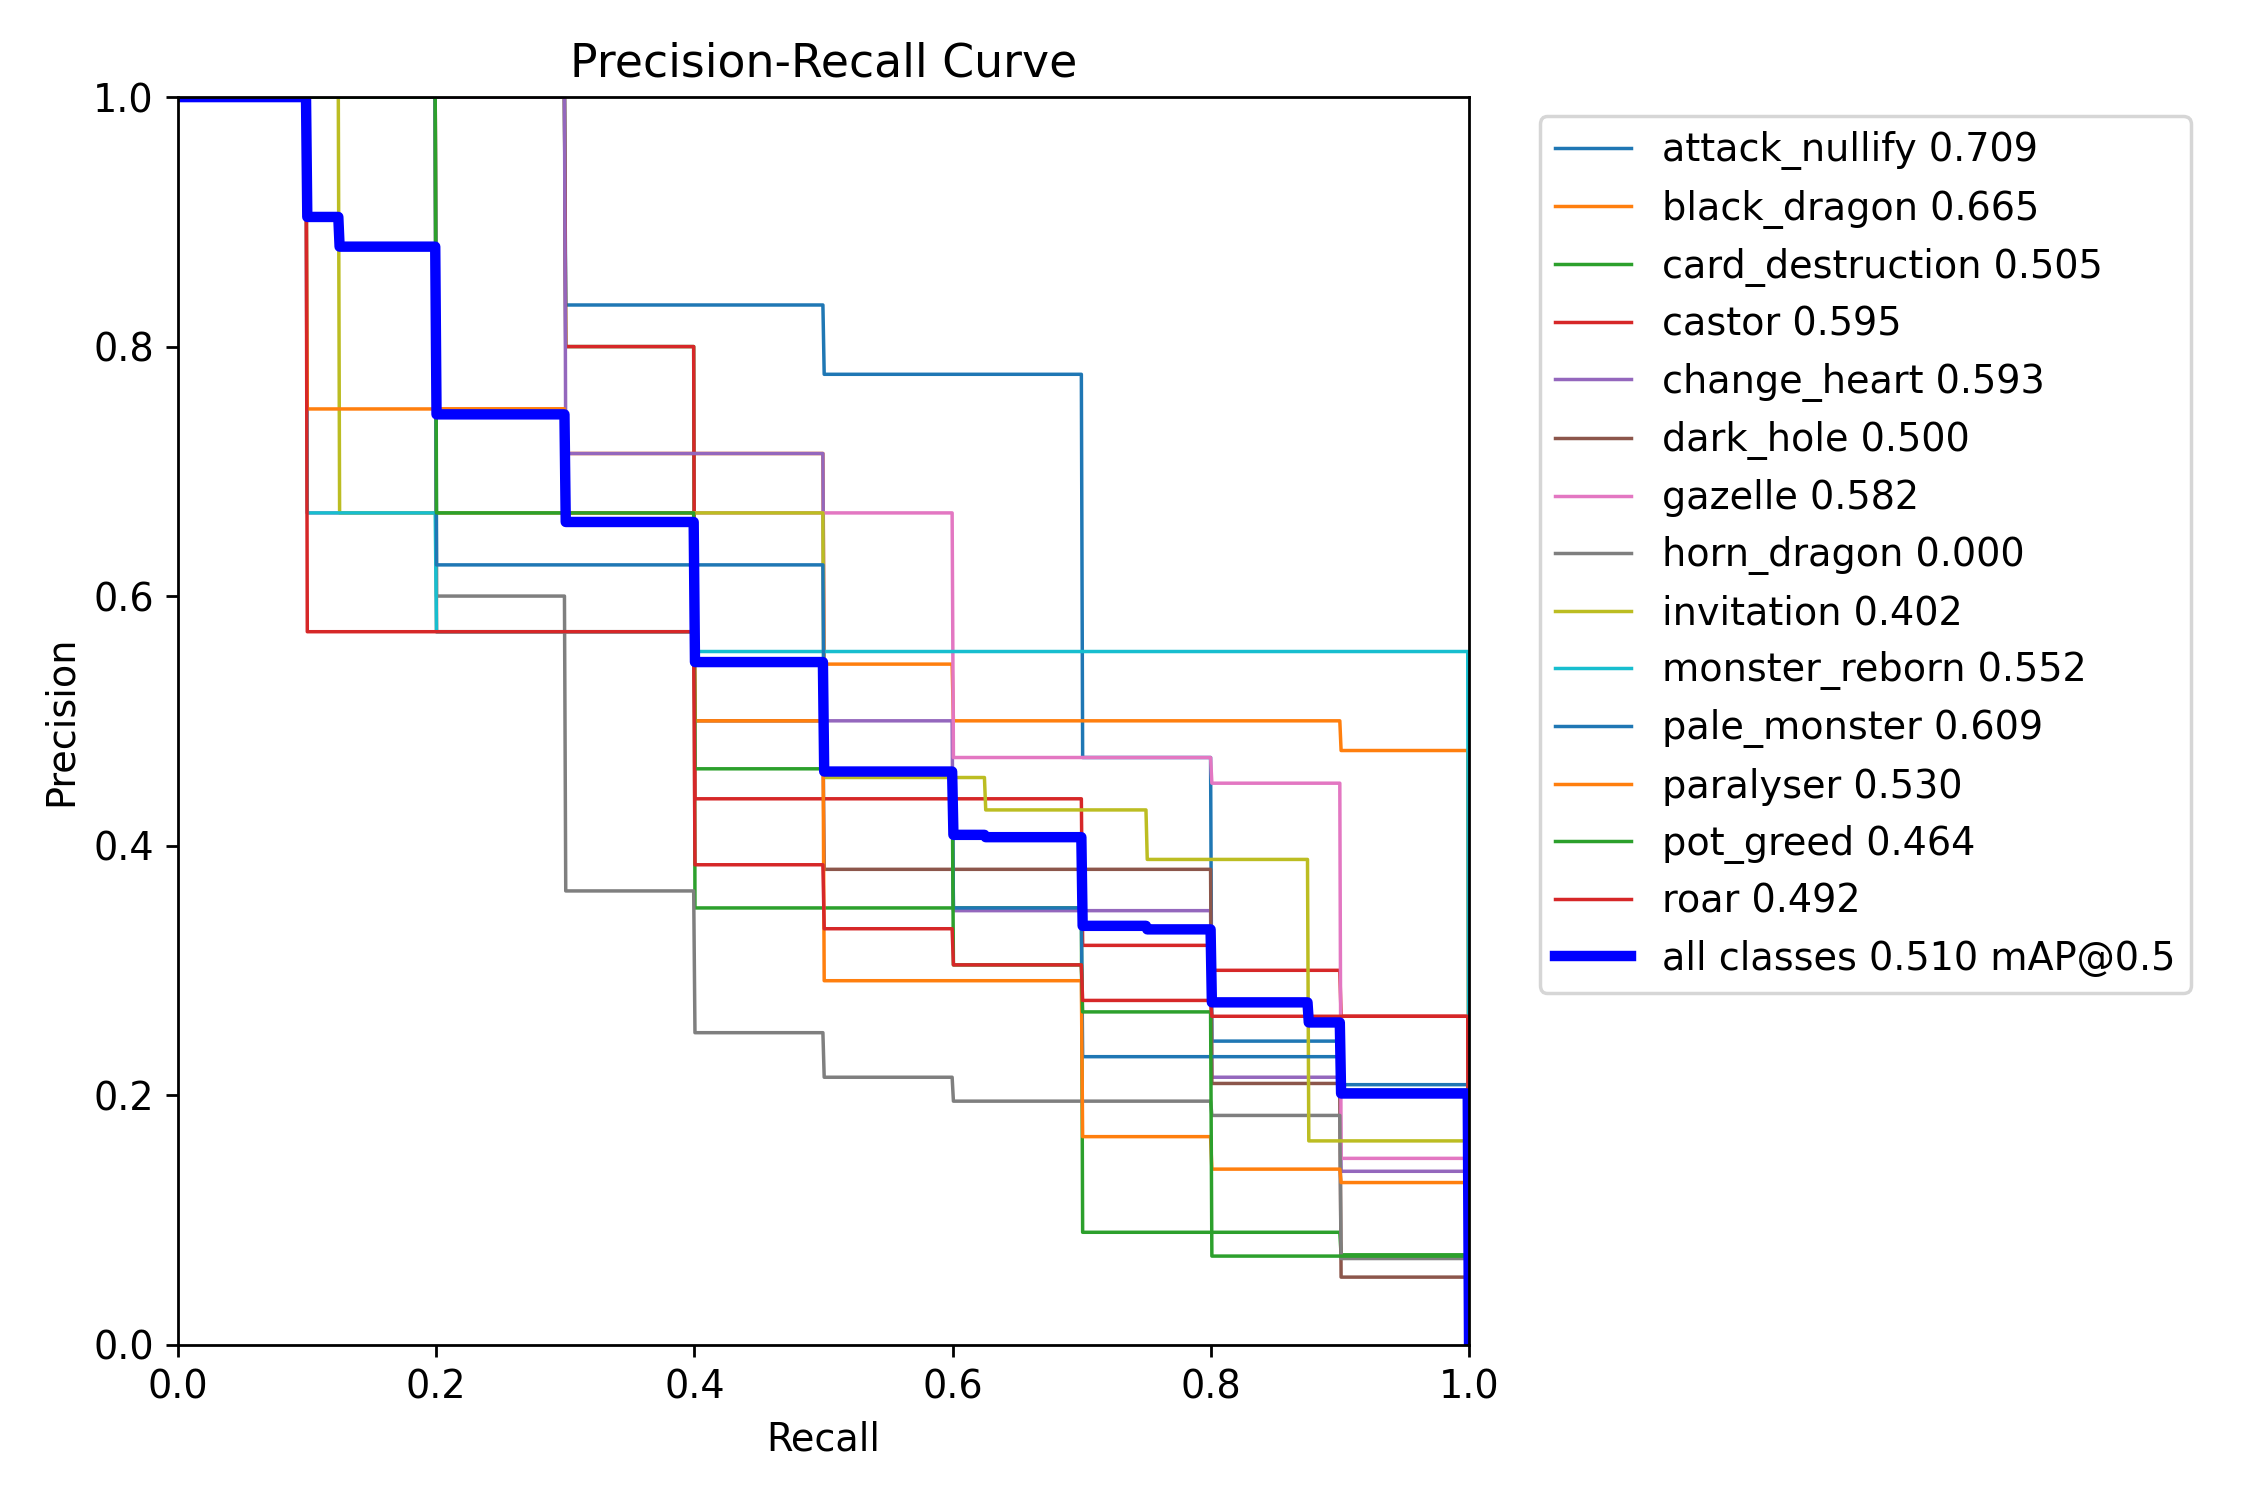 Precision-Recall Curve
1.0
0.8
0.6
0.4
0.2
0.0
Precision
0.0 0.2 0.4 0.6 0.8 1.0
Recall
attack_nullify 0.709
black_dragon 0.665
card_destruction 0.505
castor 0.595
change_heart 0.593
dark_hole 0.500
gazelle 0.582
horn_dragon 0.000
invitation 0.402
monster_reborn 0.552
pale_monster 0.609
paralyser 0.530
pot_greed 0.464
roar 0.492
all classes 0.510 mAP@0.5